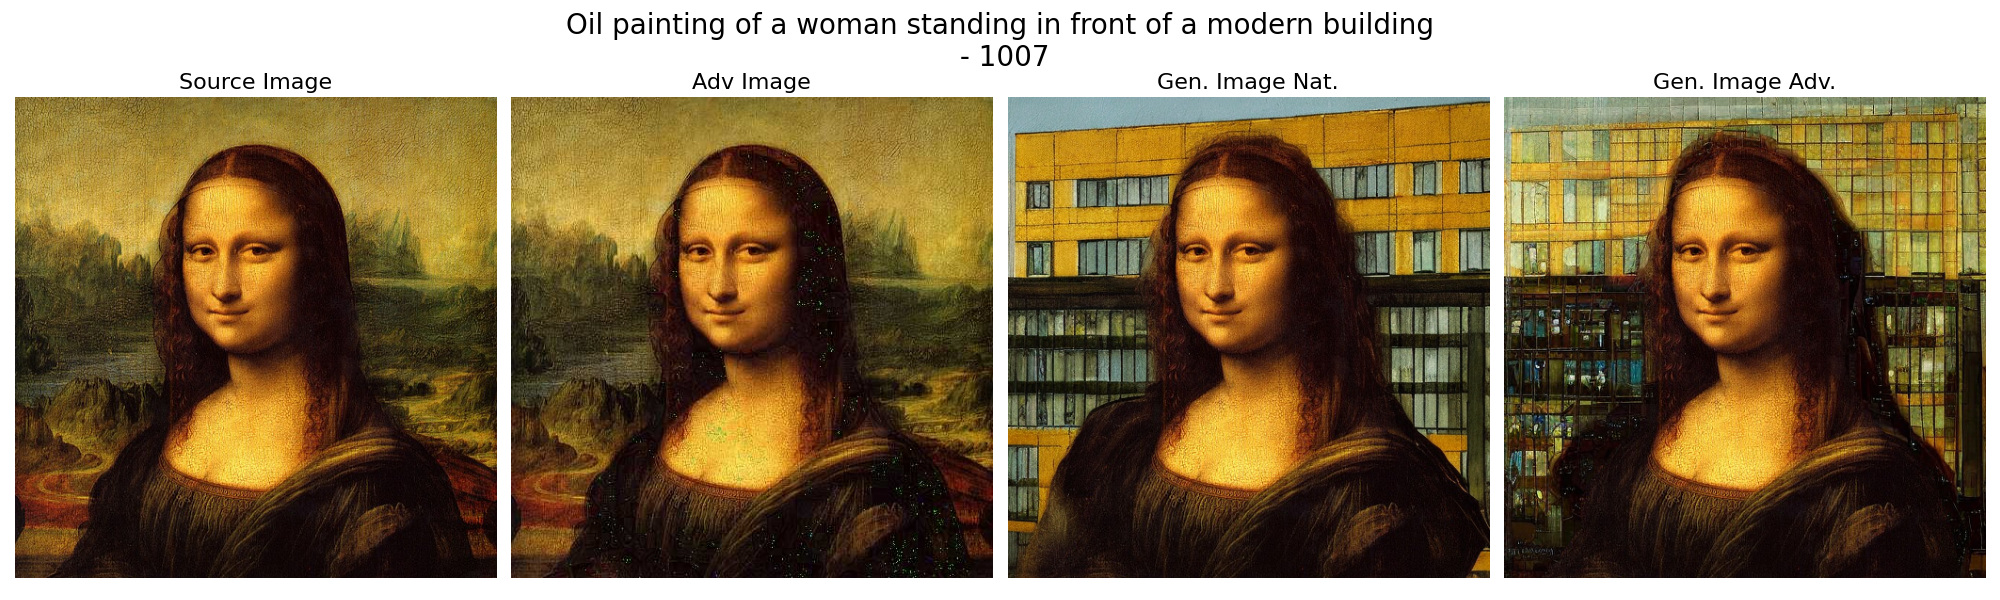 Oil painting of a woman standing in front of a modern building
- 1007
Source Image
Adv Image
Gen. Image Nat.
Gen. Image Adv.